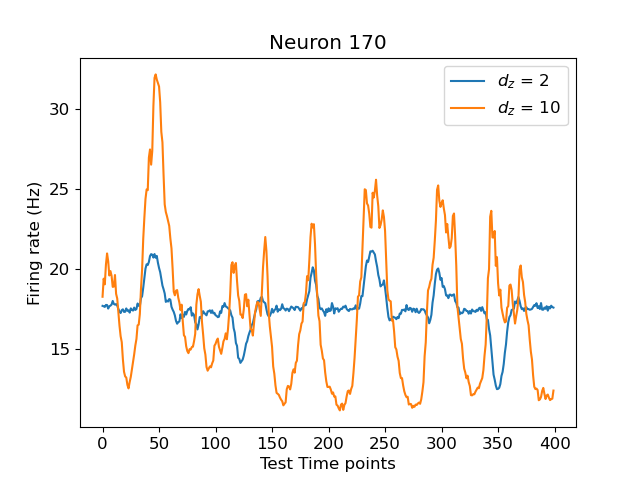 Neuron 170
d_z = 2
d_z = 10
Firing rate (Hz)
30
25
20
15
0 50 100 150 200 250 300 350 400
Test Time points